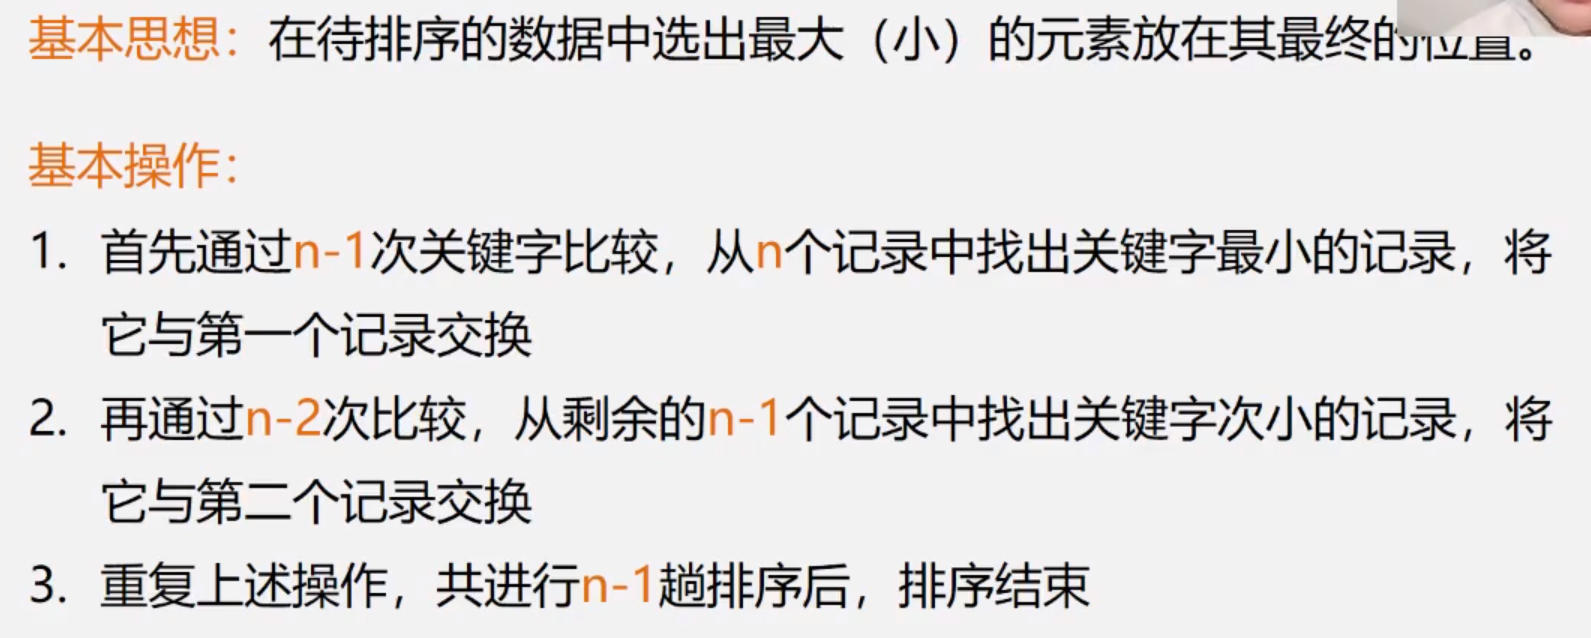 基本思想：在待排序的数据中选出最大（小）的元素放在其最终的位置。
基本操作：
1. 首先通过n-1次关键字比较，从n个记录中找出关键字最小的记录，将
它与第一个记录交换
2. 再通过n-2次比较，从剩余的n-1个记录中找出关键字次小的记录，将
它与第二个记录交换
3. 重复上述操作，共进行n-1趟排序后，排序结束